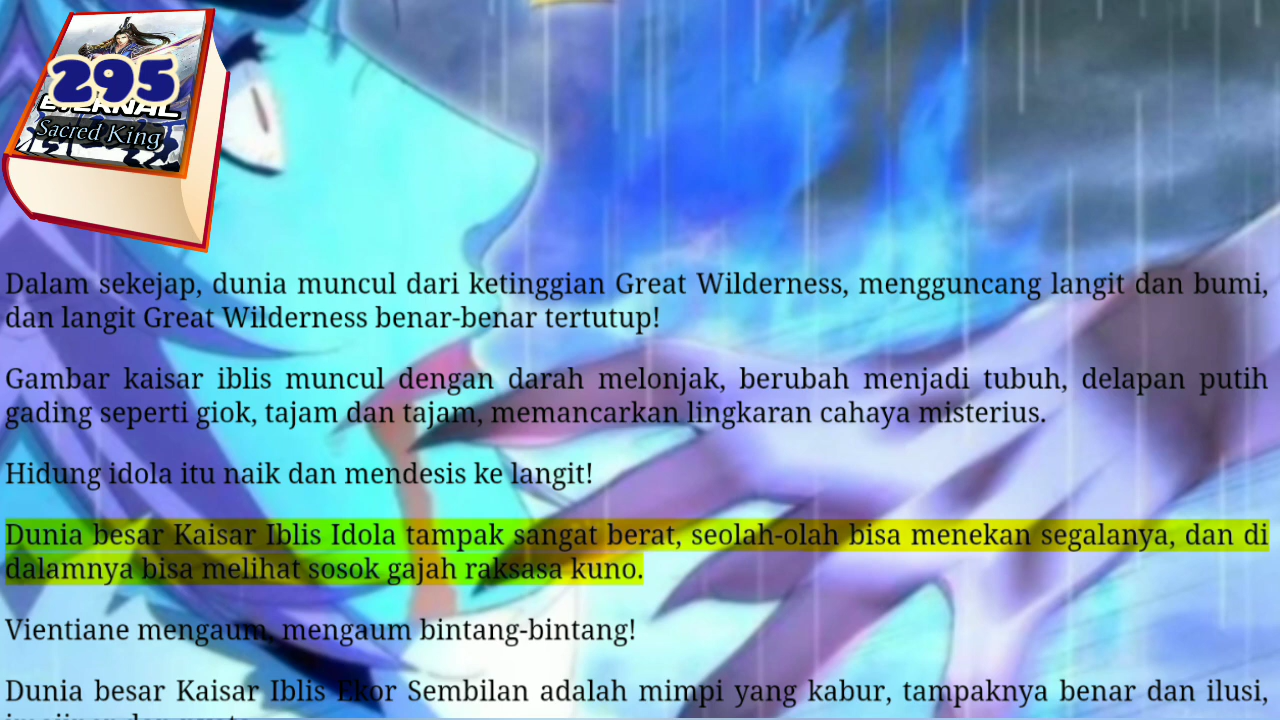 295
ETERNAL
Sacred King
Dalam sekejap, dunia muncul dari ketinggian Great Wilderness, mengguncang langit dan bumi,
dan langit Great Wilderness benar-benar tertutup!
Gambar kaisar iblis muncul dengan darah melonjak, berubah menjadi tubuh, delapan putih
gading seperti giok, tajam dan tajam, memancarkan lingkaran cahaya misterius.
Hidung idola itu naik dan mendesis ke langit!
Dunia besar Kaisar Iblis Idola tampak sangat berat, seolah-olah bisa menekan segalanya, dan di
dalamnya bisa melihat sosok gajah raksasa kuno.
Vientiane mengaum, mengaum bintang-bintang!
Dunia besar Kaisar Iblis Ekor Sembilan adalah mimpi yang kabur, tampaknya benar dan ilusi,